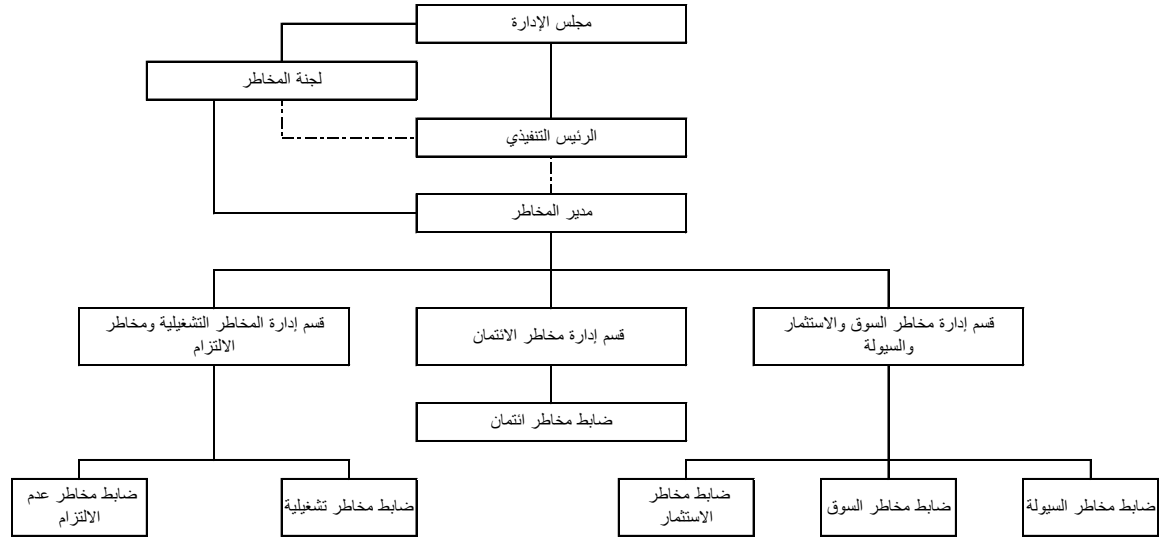 مجلس الإدارة
لجنة المخاطر
الرئيس التنفيذي
مدير المخاطر
قسم إدارة مخاطر السوق والاستثمار
والسيولة
قسم إدارة مخاطر الائتمان
قسم إدارة المخاطر التشغيلية ومخاطر
الالتزام
ضابط مخاطر ائتمان
ضابط مخاطر السيولة
ضابط مخاطر السوق
ضابط مخاطر
الاستثمار
ضابط مخاطر تشغيلية
ضابط مخاطر عدم
الالتزام